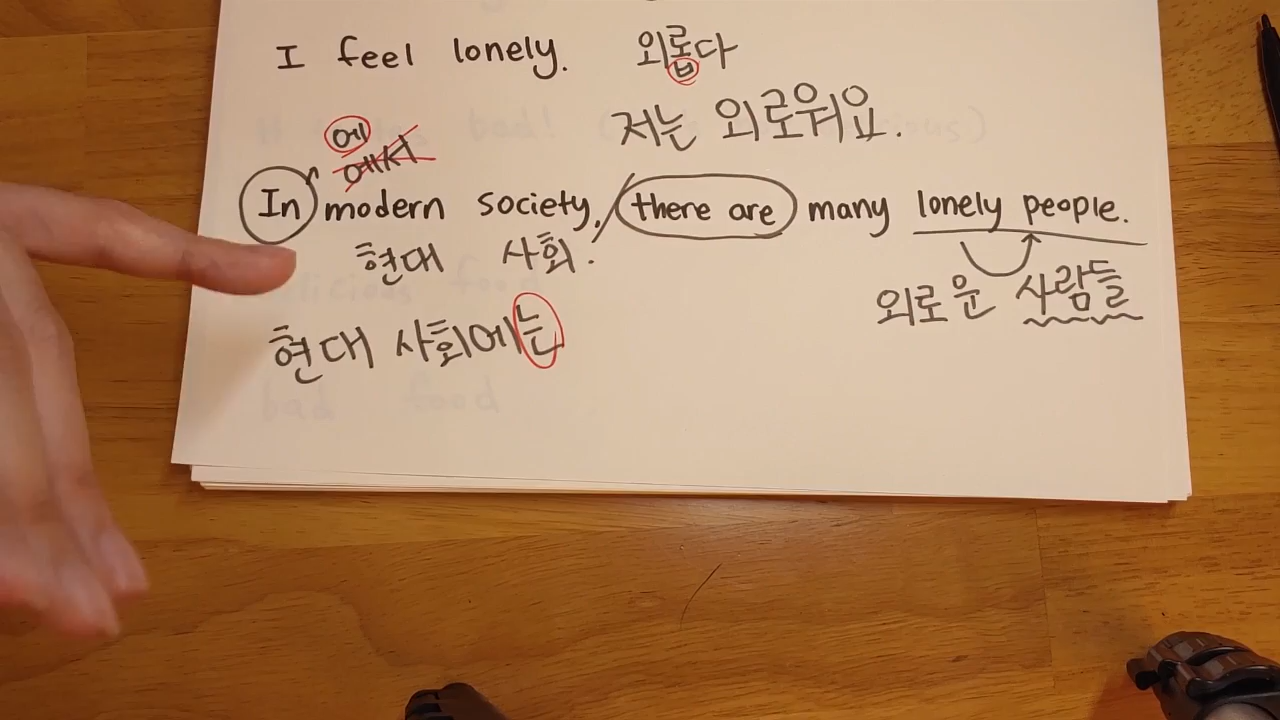 I feel lonely. 외롭다
저는 외로워요.
에
에서
In modern society, there are many lonely people.
현대 사회.
외로운 사람들
현대 사회에는
bad food